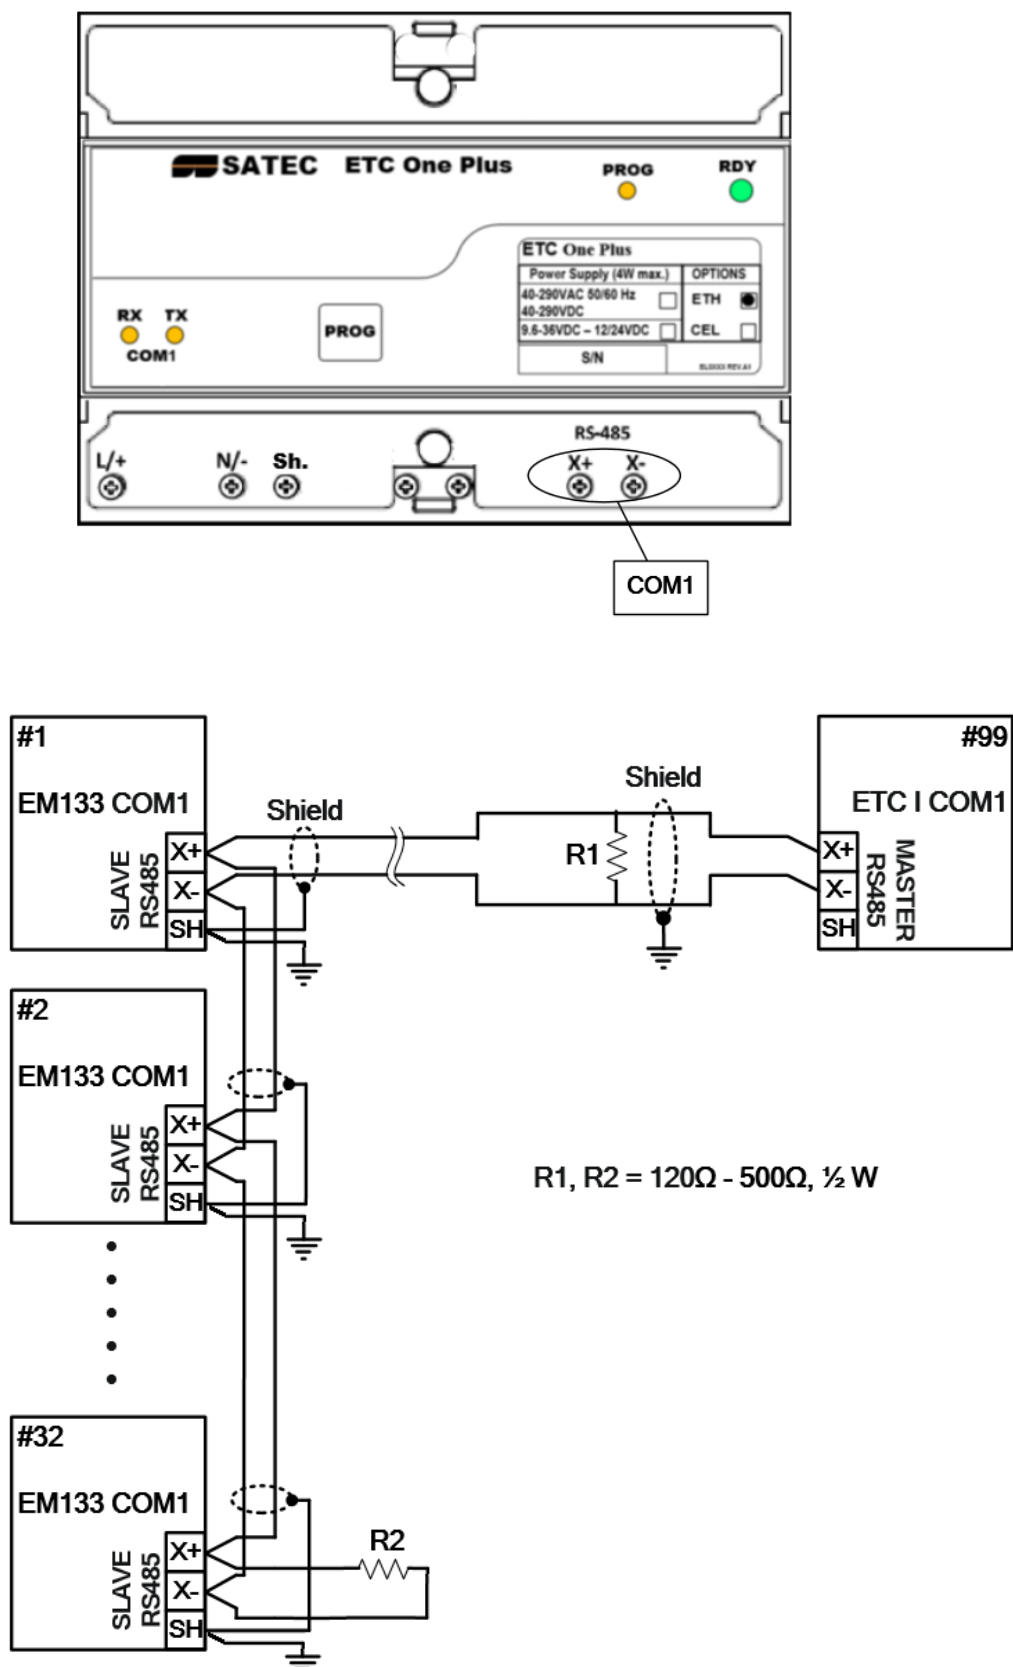 SATEC ETC One Plus
PROG
RDY
ETC One Plus
Power Supply (4W max.)
OPTIONS
40-290VAC 50/60 Hz
40-290VDC
ETH
9.6-36VDC – 12/24VDC
CEL
S/N
RX TX
COM1
PROG
RS-485
L/+
N/-
Sh.
X+
X-
COM1
#1
EM133 COM1
SLAVE
RS485
X+
X-
SH
Shield
R1
Shield
#99
ETC I COM1
X+
X-
SH
MASTER
RS485
#2
EM133 COM1
SLAVE
RS485
X+
X-
SH
R1, R2 = 120Ω - 500Ω, ½ W
#32
EM133 COM1
SLAVE
RS485
X+
X-
SH
R2